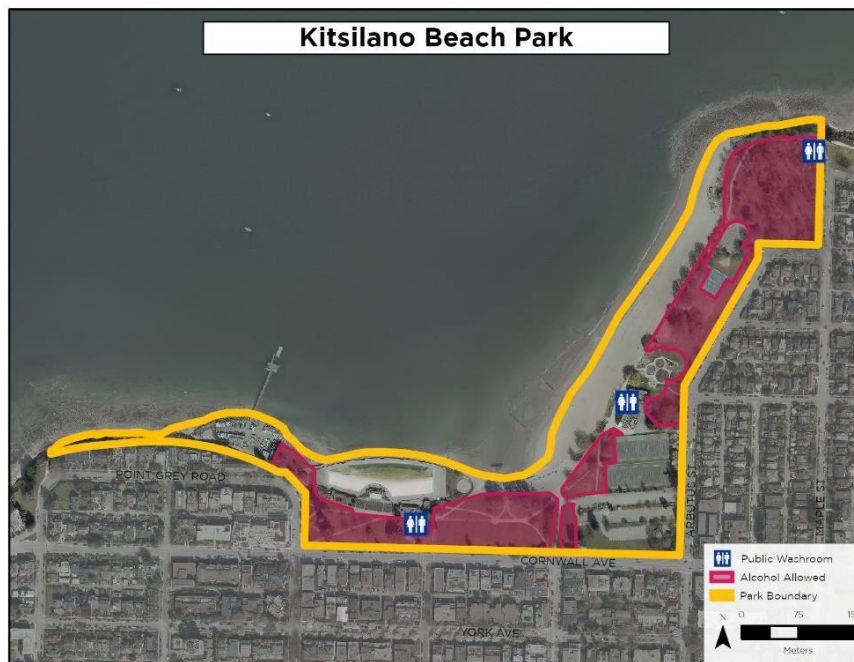 Kitsilano Beach Park
POINT GREY ROAD
ARBUTUS ST
MAPLE ST
CORNWALL AVE
YORK AVE
Public Washroom
Alcohol Allowed
Park Boundary
N
0 75 15
Meters